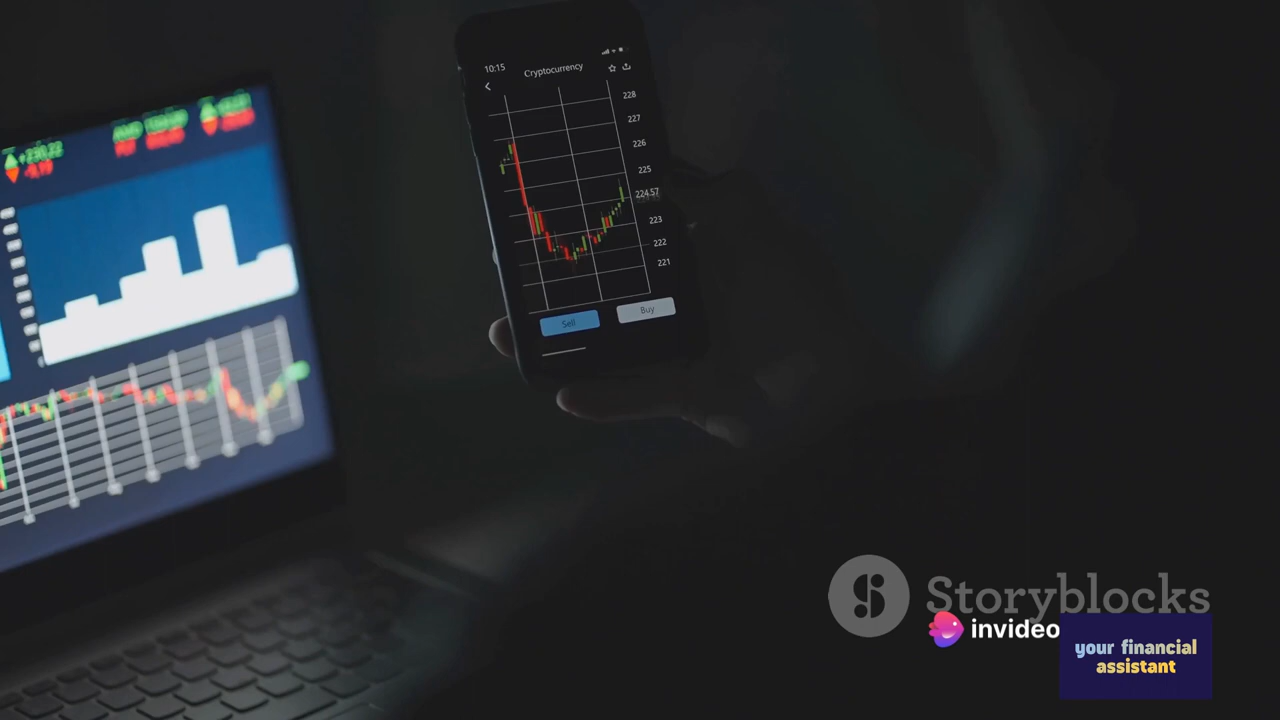 10:15
Cryptocurrency
228
227
226
225
224.57
223
222
221
Sell
Buy
Storyblocks
invideo
your financial
assistant